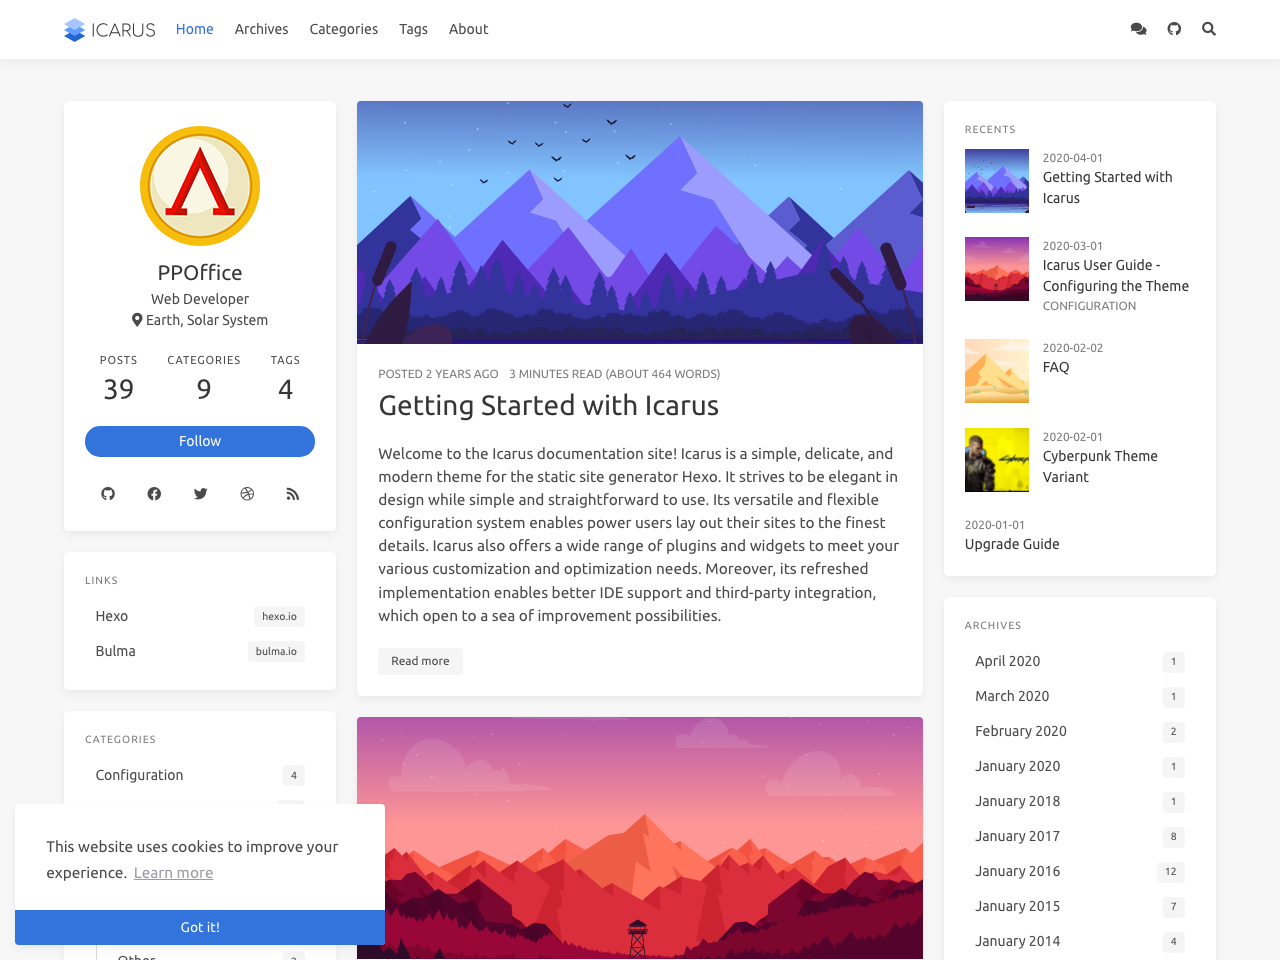 ICARUS
Home
Archives
Categories
Tags
About
PPOffice
Web Developer
Earth, Solar System
POSTS
39
CATEGORIES
9
TAGS
4
Follow
LINKS
Hexo
hexo.io
Bulma
bulma.io
CATEGORIES
Configuration
4
This website uses cookies to improve your
experience. Learn more
Got it!
POSTED 2 YEARS AGO 3 MINUTES READ (ABOUT 464 WORDS)
Getting Started with Icarus
Welcome to the Icarus documentation site! Icarus is a simple, delicate, and
modern theme for the static site generator Hexo. It strives to be elegant in
design while simple and straightforward to use. Its versatile and flexible
configuration system enables power users lay out their sites to the finest
details. Icarus also offers a wide range of plugins and widgets to meet your
various customization and optimization needs. Moreover, its refreshed
implementation enables better IDE support and third-party integration,
which open to a sea of improvement possibilities.
Read more
RECENTS
2020-04-01
Getting Started with
Icarus
2020-03-01
Icarus User Guide -
Configuring the Theme
CONFIGURATION
2020-02-02
FAQ
2020-02-01
Cyberpunk Theme
Variant
2020-01-01
Upgrade Guide
ARCHIVES
April 2020
1
March 2020
1
February 2020
2
January 2020
1
January 2018
1
January 2017
8
January 2016
12
January 2015
7
January 2014
4